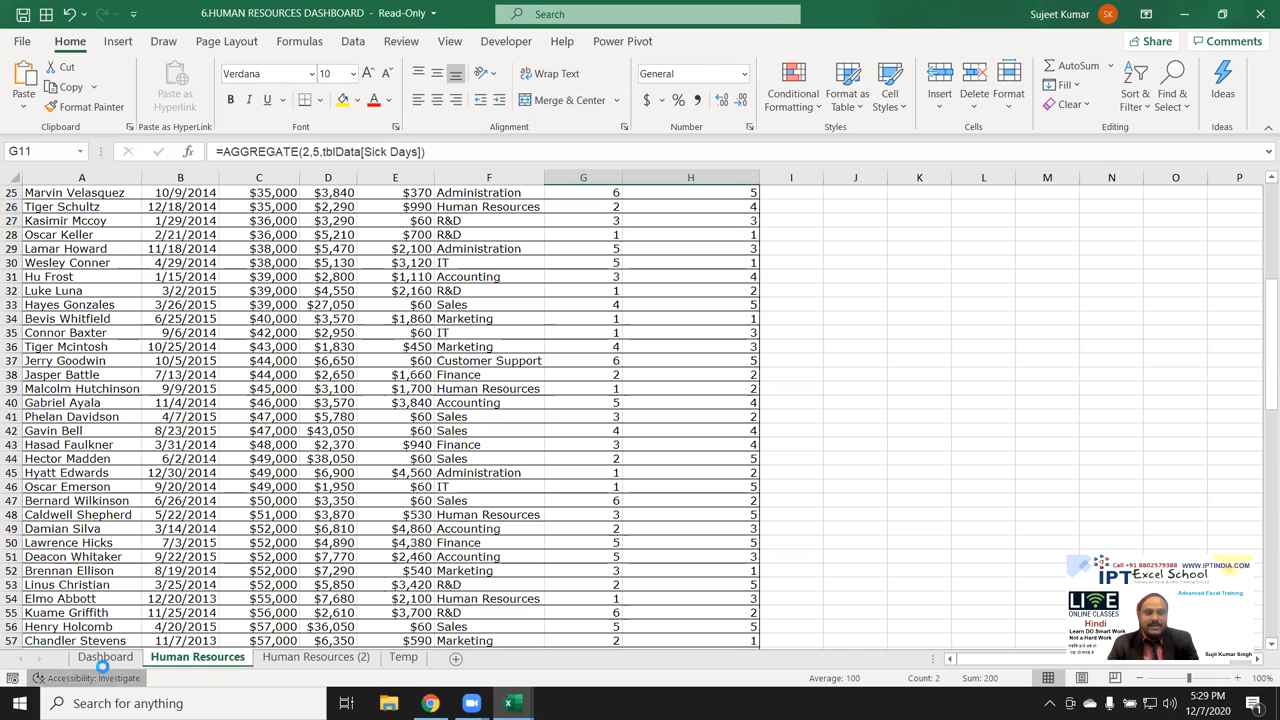 6.HUMAN RESOURCES DASHBOARD - Read-Only
Search
Sujeet Kumar
SK
File Home Insert Draw Page Layout Formulas Data Review View Developer Help Power Pivot
Share
Comments
Paste
Cut
Copy
Format Painter
Clipboard
Paste as
Hyperlink
Paste as HyperLink
Verdana
10
B I U
Font
Wrap Text
Merge & Center
Alignment
General
$ % 9
Number
Conditional
Formatting
Format as
Table
Cell
Styles
Styles
Insert Delete Format
Cells
AutoSum
Fill
Clear
Sort &
Filter
Find &
Select
Editing
Ideas
Ideas
G11
=AGGREGATE(2,5,tblData[Sick Days])
A B C D E F G H I J K L M N O P
25 Marvin Velasquez 10/9/2014 $35,000 $3,840 $370 Administration 6 5
26 Tiger Schultz 12/18/2014 $35,000 $2,290 $990 Human Resources 2 4
27 Kasimir Mccoy 1/29/2014 $36,000 $3,290 $60 R&D 3 3
28 Oscar Keller 2/21/2014 $36,000 $5,210 $700 R&D 1 1
29 Lamar Howard 11/18/2014 $38,000 $5,470 $2,100 Administration 5 3
30 Wesley Conner 4/29/2014 $38,000 $5,130 $3,120 IT 5 1
31 Hu Frost 1/15/2014 $39,000 $2,800 $1,110 Accounting 3 4
32 Luke Luna 3/2/2015 $39,000 $4,550 $2,160 R&D 1 2
33 Hayes Gonzales 3/26/2015 $39,000 $27,050 $60 Sales 4 5
34 Bevis Whitfield 6/25/2015 $40,000 $3,570 $1,860 Marketing 1 1
35 Connor Baxter 9/6/2014 $42,000 $2,950 $60 IT 1 3
36 Tiger Mcintosh 10/25/2014 $43,000 $1,830 $450 Marketing 4 3
37 Jerry Goodwin 10/5/2015 $44,000 $6,650 $60 Customer Support 6 5
38 Jasper Battle 7/13/2014 $44,000 $2,650 $1,660 Finance 2 2
39 Malcolm Hutchinson 9/9/2015 $45,000 $3,100 $1,700 Human Resources 1 2
40 Gabriel Ayala 11/4/2014 $46,000 $3,570 $3,840 Accounting 5 4
41 Phelan Davidson 4/7/2015 $47,000 $5,780 $60 Sales 3 2
42 Gavin Bell 8/23/2015 $47,000 $43,050 $60 Sales 4 4
43 Hasad Faulkner 3/31/2014 $48,000 $2,370 $940 Finance 3 4
44 Hector Madden 6/2/2014 $49,000 $38,050 $60 Sales 2 5
45 Hyatt Edwards 12/30/2014 $49,000 $6,900 $4,560 Administration 1 2
46 Oscar Emerson 9/20/2014 $49,000 $1,950 $60 IT 1 5
47 Bernard Wilkinson 6/26/2014 $50,000 $3,350 $60 Sales 6 2
48 Caldwell Shepherd 5/22/2014 $51,000 $3,870 $530 Human Resources 3 5
49 Damian Silva 3/14/2014 $52,000 $6,810 $4,860 Accounting 2 3
50 Lawrence Hicks 7/3/2015 $52,000 $4,890 $4,380 Finance 5 5
51 Deacon Whitaker 9/22/2015 $52,000 $7,770 $2,460 Accounting 5 3
52 Brennan Ellison 8/19/2014 $52,000 $7,290 $540 Marketing 3 1
53 Linus Christian 3/25/2014 $52,000 $5,850 $3,420 R&D 2 5
54 Elmo Abbott 12/20/2013 $55,000 $7,680 $2,100 Human Resources 1 3
55 Kuame Griffith 11/25/2014 $56,000 $2,610 $3,700 R&D 6 2
56 Henry Holcomb 4/20/2015 $57,000 $36,050 $60 Sales 5 5
57 Chandler Stevens 11/7/2013 $57,000 $6,350 $590 Marketing 2 1
Call +91 8802579388 WWW.IPTINDIA.COM
IPT Excel School
Advanced Excel Training
LIVE
ONLINE CLASSES
Hindi
Learn DO Smart Work
Not a Hard Work
Sujit Kumar Singh
Dashboard Human Resources Human Resources (2) Temp
Accessibility: Investigate
Average: 100 Count: 2 Sum: 200
100%
Search for anything
5:29 PM
12/7/2020